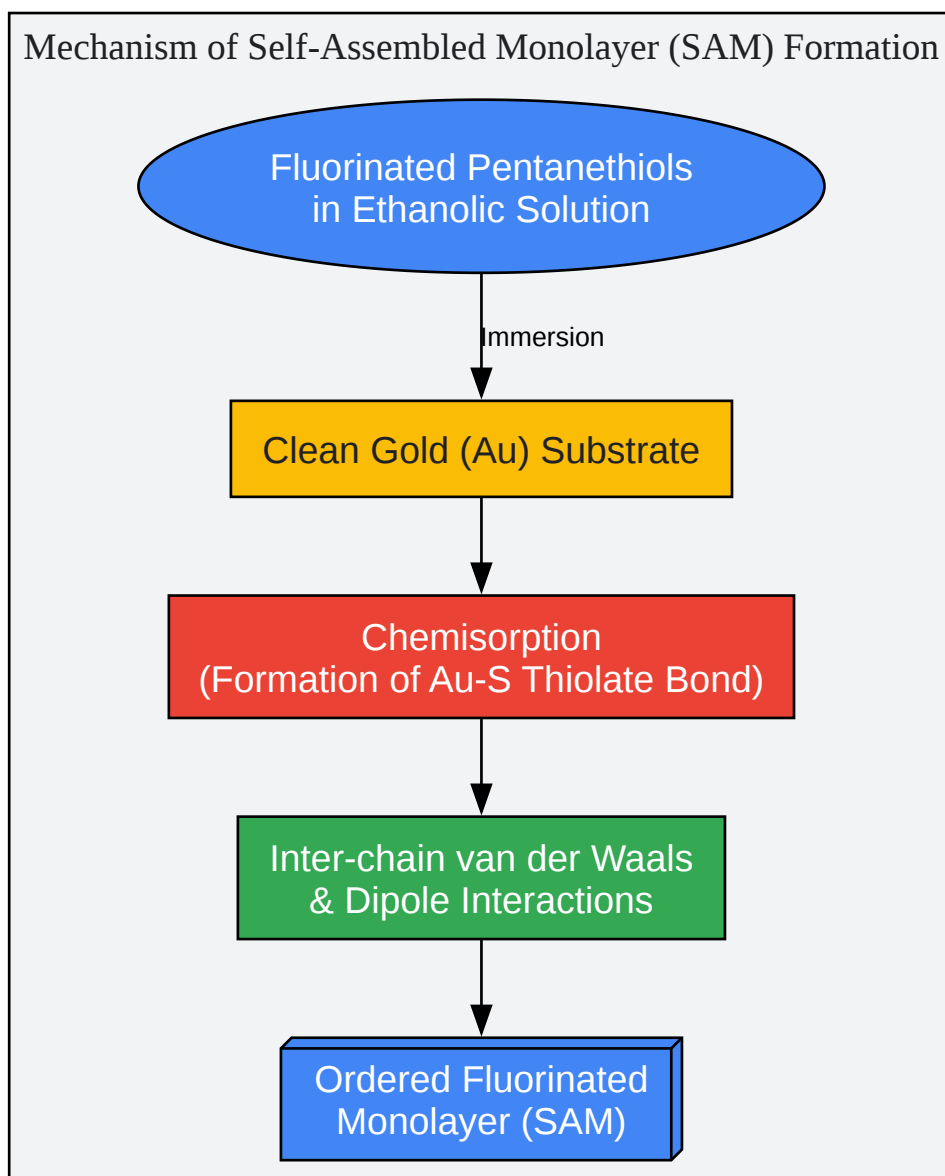 Mechanism of Self-Assembled Monolayer (SAM) Formation
Fluorinated Pentanethiols
in Ethanolic Solution
Immersion
Clean Gold (Au) Substrate
Chemisorption
(Formation of Au-S Thiolate Bond)
Inter-chain van der Waals
& Dipole Interactions
Ordered Fluorinated
Monolayer (SAM)